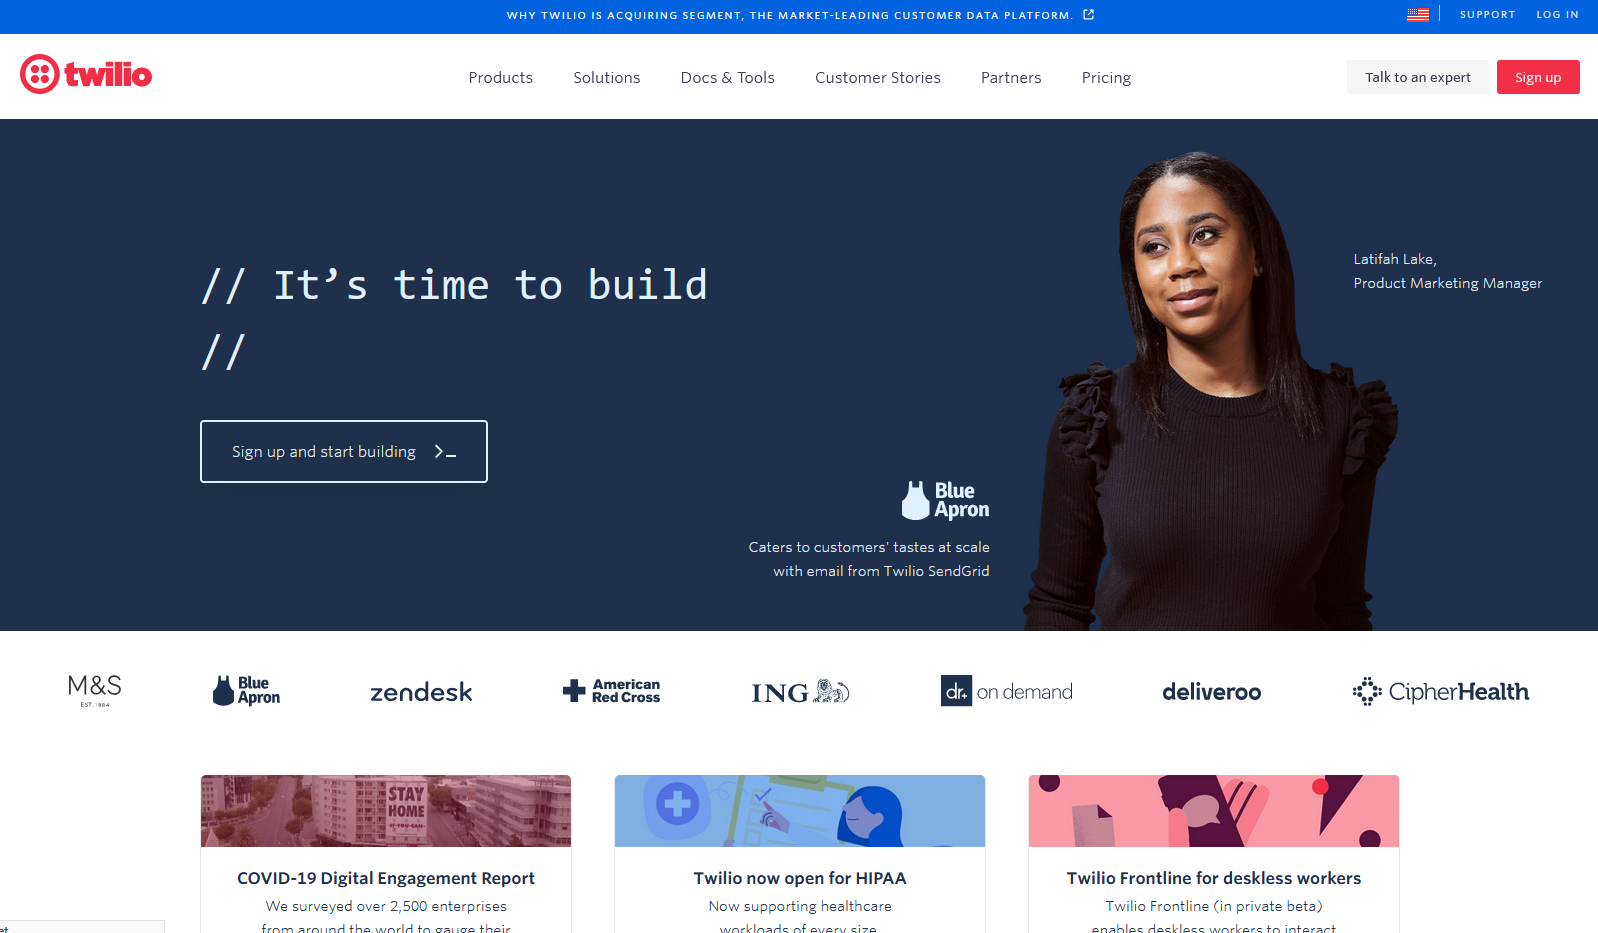 WHY TWILIO IS ACQUIRING SEGMENT, THE MARKET-LEADING CUSTOMER DATA PLATFORM.
SUPPORT
LOG IN
twilio
Products
Solutions
Docs & Tools
Customer Stories
Partners
Pricing
Talk to an expert
Sign up
// It's time to build
//
Sign up and start building
Latifah Lake,
Product Marketing Manager
Blue
Apron
Caters to customers' tastes at scale
with email from Twilio SendGrid
M&S
EST. 1884
Blue
Apron
zendesk
American
Red Cross
ING
dr+ on demand
deliveroo
CipherHealth
STAY
HOME
IF YOU CAN
COVID-19 Digital Engagement Report
We surveyed over 2,500 enterprises
from around the world to gauge their
Twilio now open for HIPAA
Now supporting healthcare
workloads of every size
Twilio Frontline for deskless workers
Twilio Frontline (in private beta)
enables deskless workers to interact